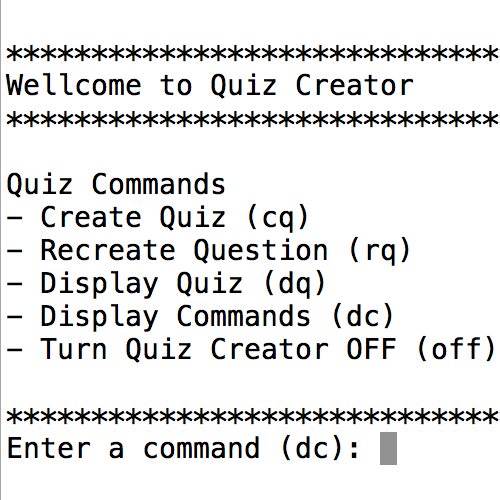 *****************************
Wellcome to Quiz Creator
*****************************
Quiz Commands
- Create Quiz (cq)
- Recreate Question (rq)
- Display Quiz (dq)
- Display Commands (dc)
- Turn Quiz Creator OFF (off)
*****************************
Enter a command (dc):